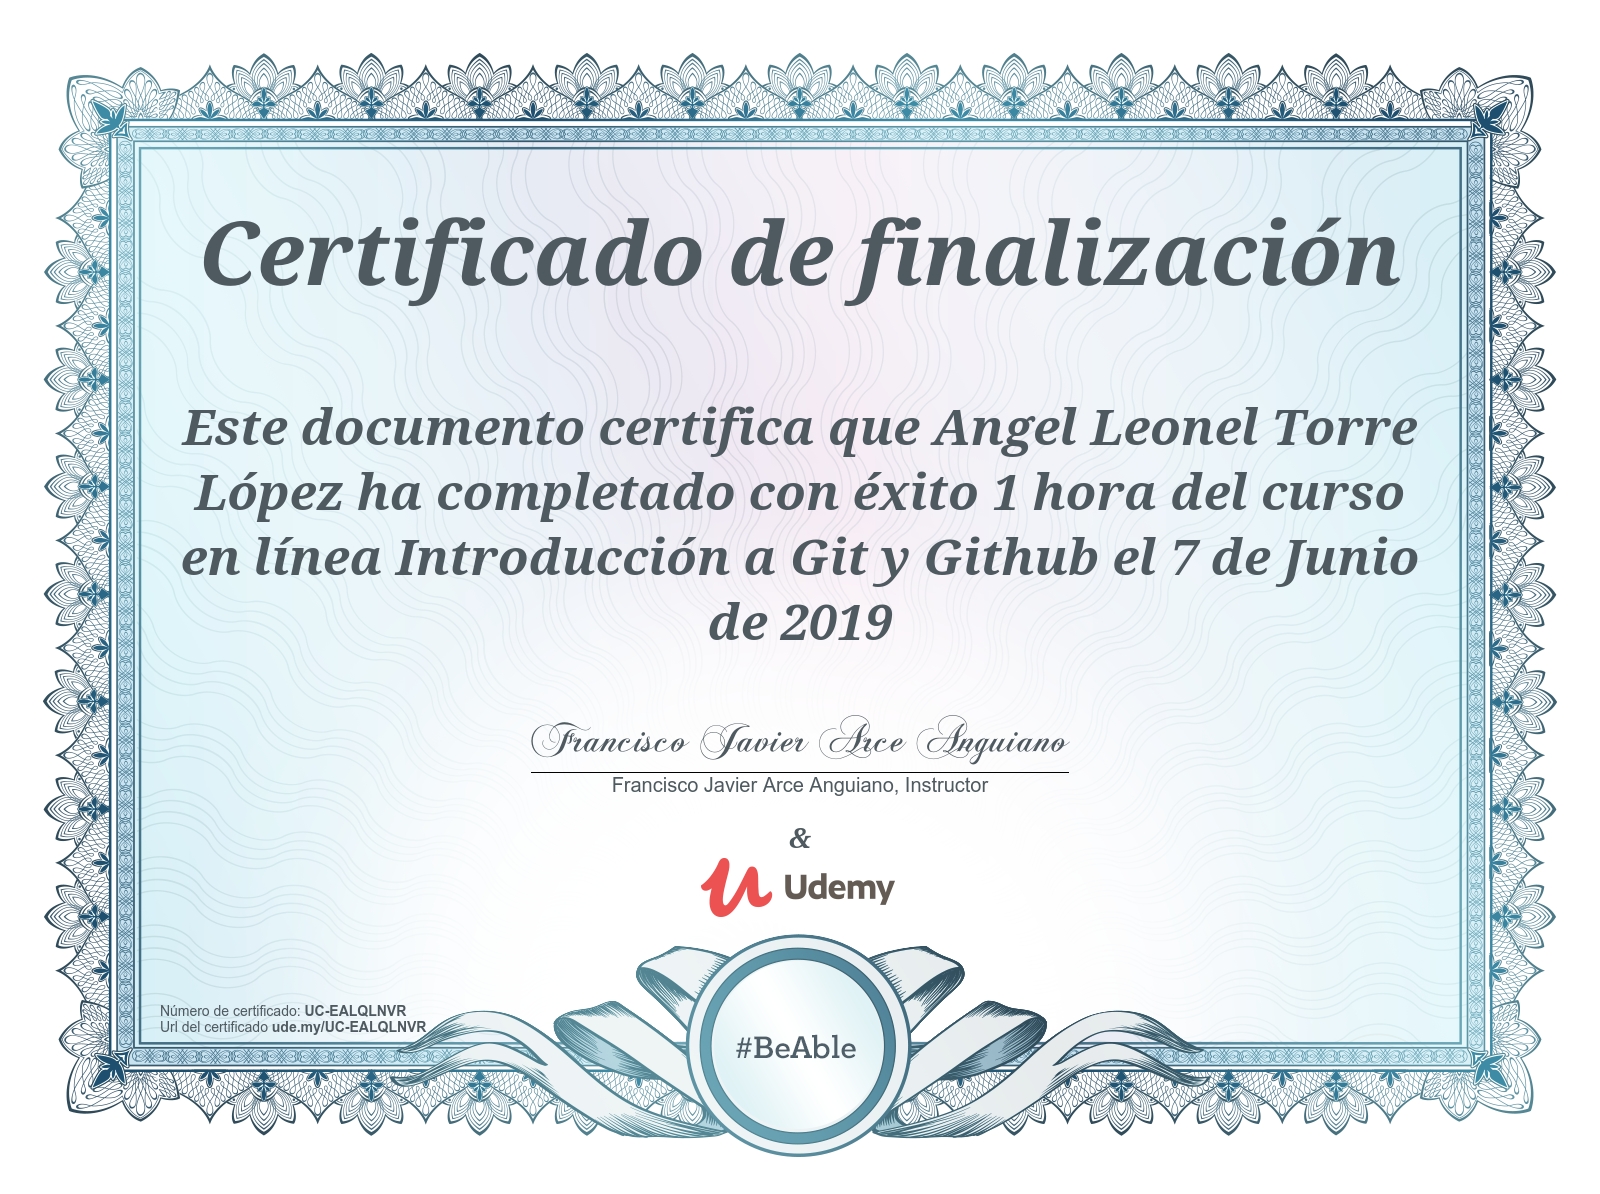 Certificado de finalización
Este documento certifica que Angel Leonel Torre
López ha completado con éxito 1 hora del curso
en línea Introducción a Git y Github el 7 de Junio
de 2019
Francisco Javier Arce Anguiano
Francisco Javier Arce Anguiano, Instructor
&
Udemy
Número de certificado: UC-EALQLNVR
Url del certificado ude.my/UC-EALQLNVR
#BeAble